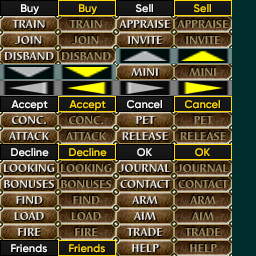 Buy Buy Sell Sell
TRAIN TRAIN APPRAISE APPRAISE
JOIN JOIN INVITE INVITE
DISBAND DISBAND
MINI MINI
Accept Accept Cancel Cancel
CONC. CONC. PET PET
ATTACK ATTACK RELEASE RELEASE
Decline Decline OK OK
LOOKING LOOKING JOURNAL JOURNAL
BONUSES BONUSES CONTACT CONTACT
FIND FIND ARM ARM
LOAD LOAD AIM AIM
FIRE FIRE TRADE TRADE
Friends Friends HELP HELP